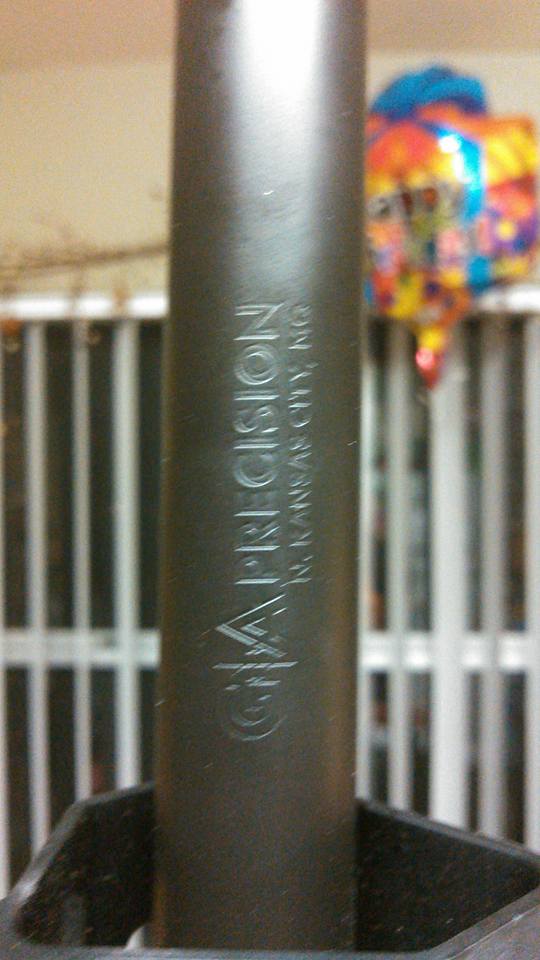 GA PRECISION
N. KANSAS CITY, MO